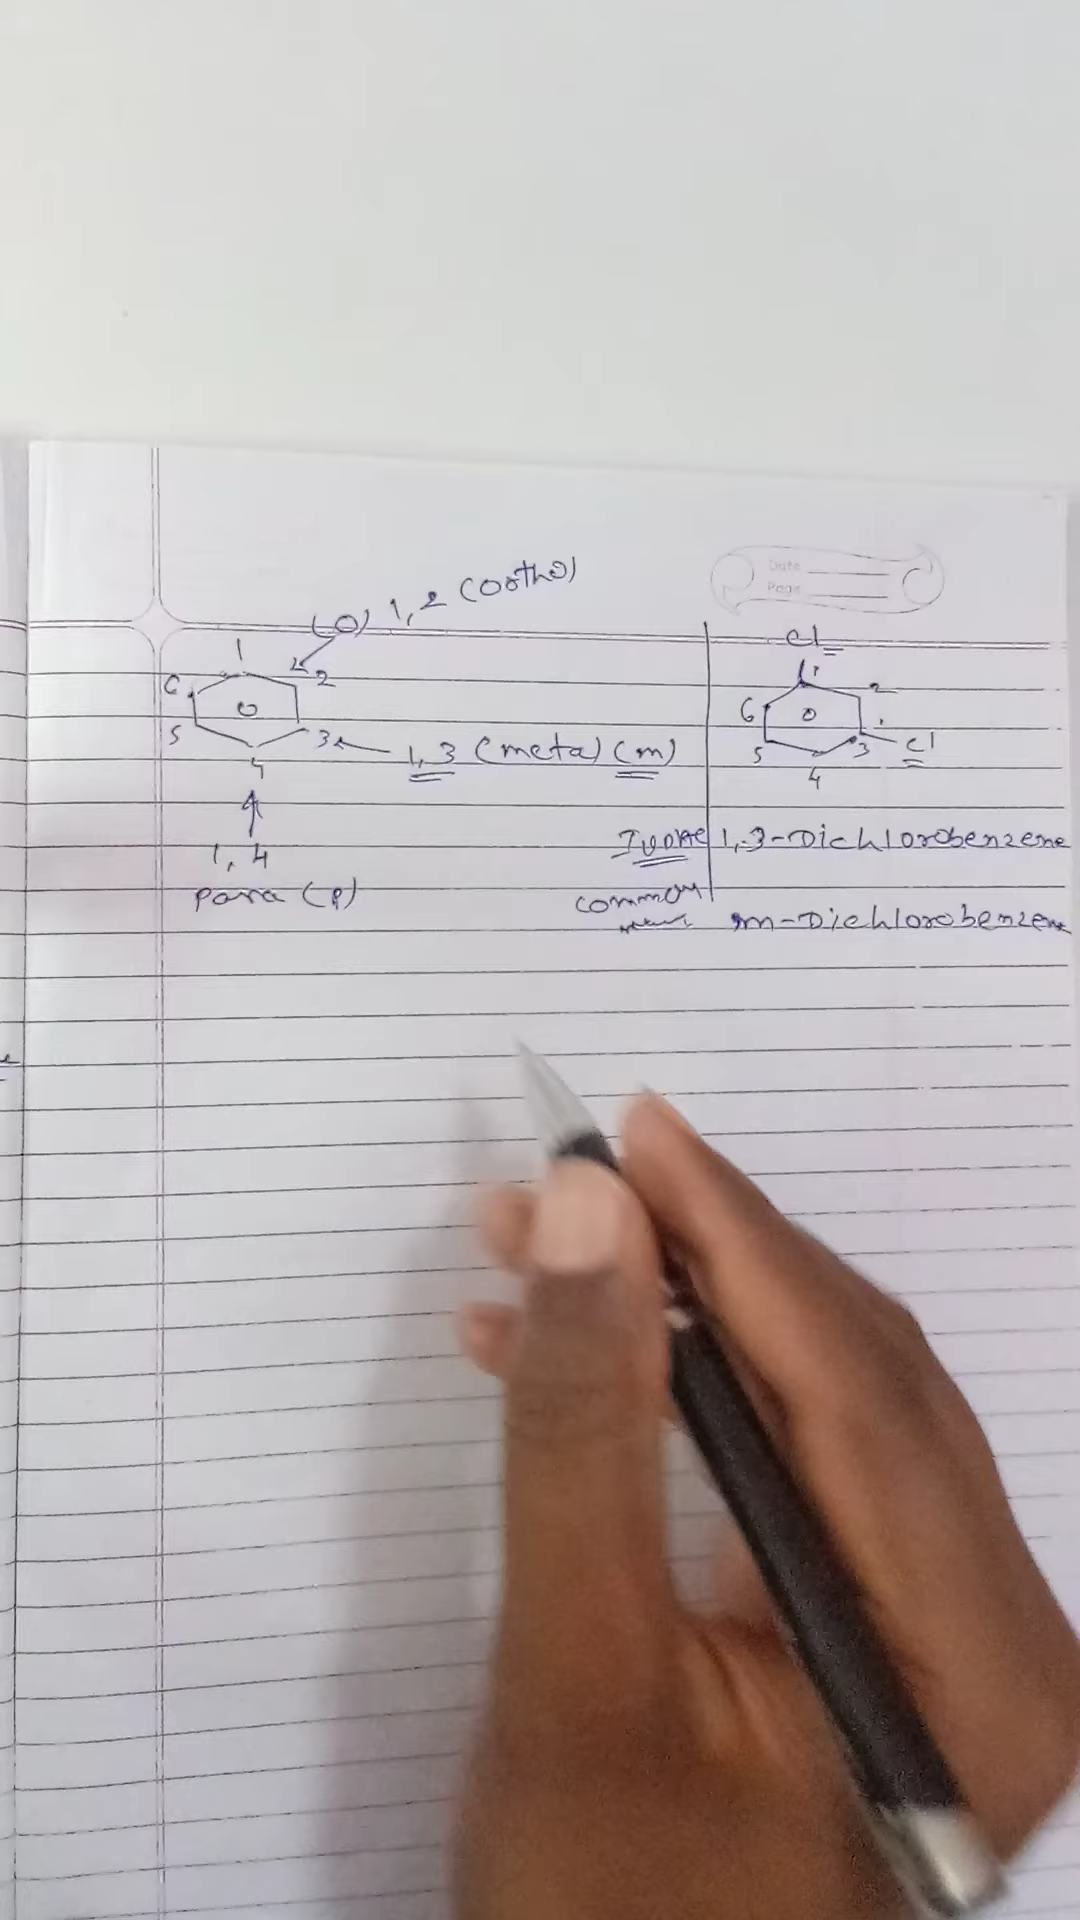 (O) 1, 2 (ortho)
Date
Page
1
2
6
5
3
4
1, 3 (meta) (m)
1, 4
para (p)
Cl
1
2
6
5
3
4
Cl
IUPAC 1,3-Dichlorobenzene
common m-Dichlorobenzene